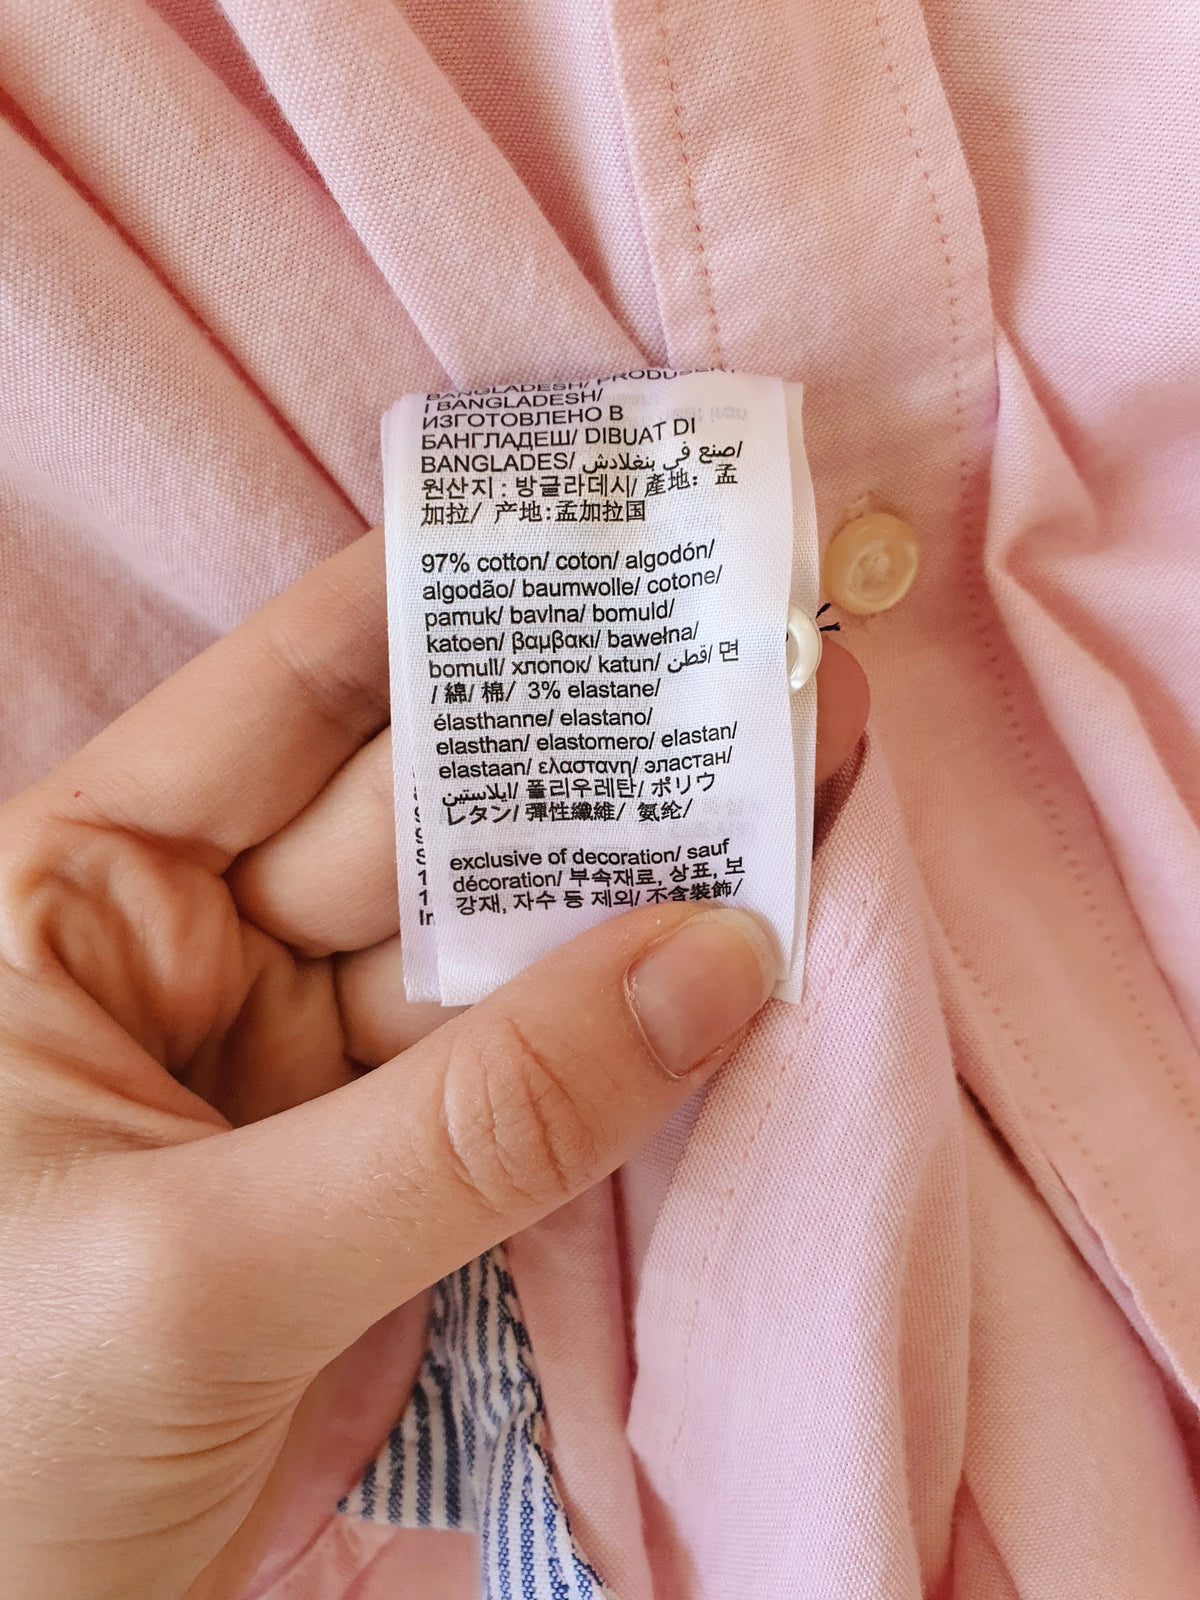 BANGLADESH/ PRODUSERT
I BANGLADESH/
ИЗГОТОВЛЕНО В
БАНГЛАДЕШ/ DIBUAT DI
BANGLADES/ صنع في بنغلادش/
원산지 : 방글라데시/ 產地: 孟
加拉/ 产地:孟加拉国
97% cotton/ coton/ algodón/
algodão/ baumwolle/ cotone/
pamuk/ bavlna/ bomuld/
katoen/ βαμβακι/ bawełna/
bomull/ хлопок/ katun/ قطن/ 면
/ 綿/ 棉/ 3% elastane/
élasthanne/ elastano/
elasthan/ elastomero/ elastan/
elastaan/ ελαστανη/ эластан/
ايلاستين/ 폴리우레탄/ ポリウ
レタン/ 彈性纖維/ 氨纶/
exclusive of decoration/ sauf
décoration/ 부속재료, 상표, 보
강재, 자수 등 제외/ 不含裝飾/